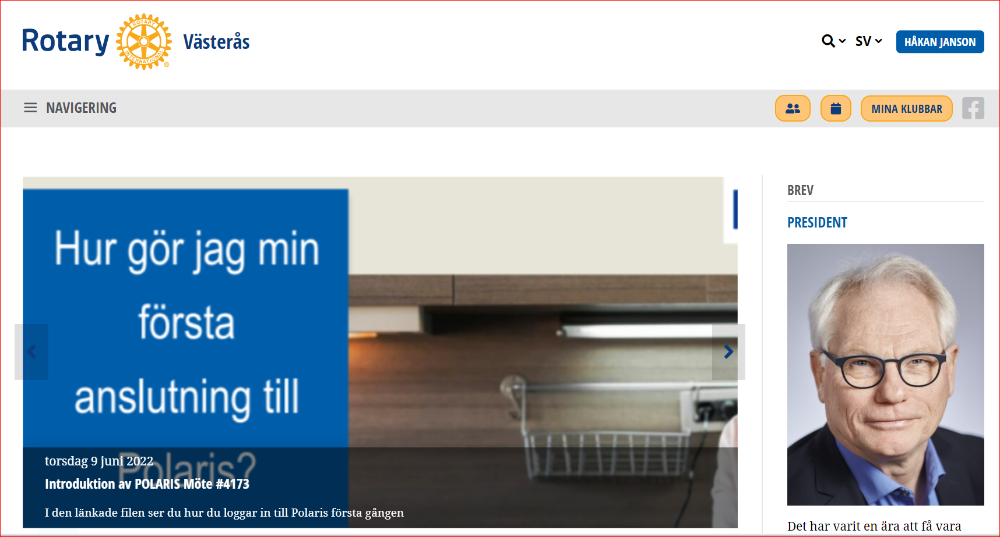 Rotary
ROTARY
INTERNATIONAL
®
Västerås
SV
HÅKAN JANSON
NAVIGERING
MINA KLUBBAR
Hur gör jag min
första
anslutning till
Polaris?
torsdag 9 juni 2022
Introduktion av POLARIS Möte #4173
I den länkade filen ser du hur du loggar in till Polaris första gången
BREV
PRESIDENT
Det har varit en ära att få vara